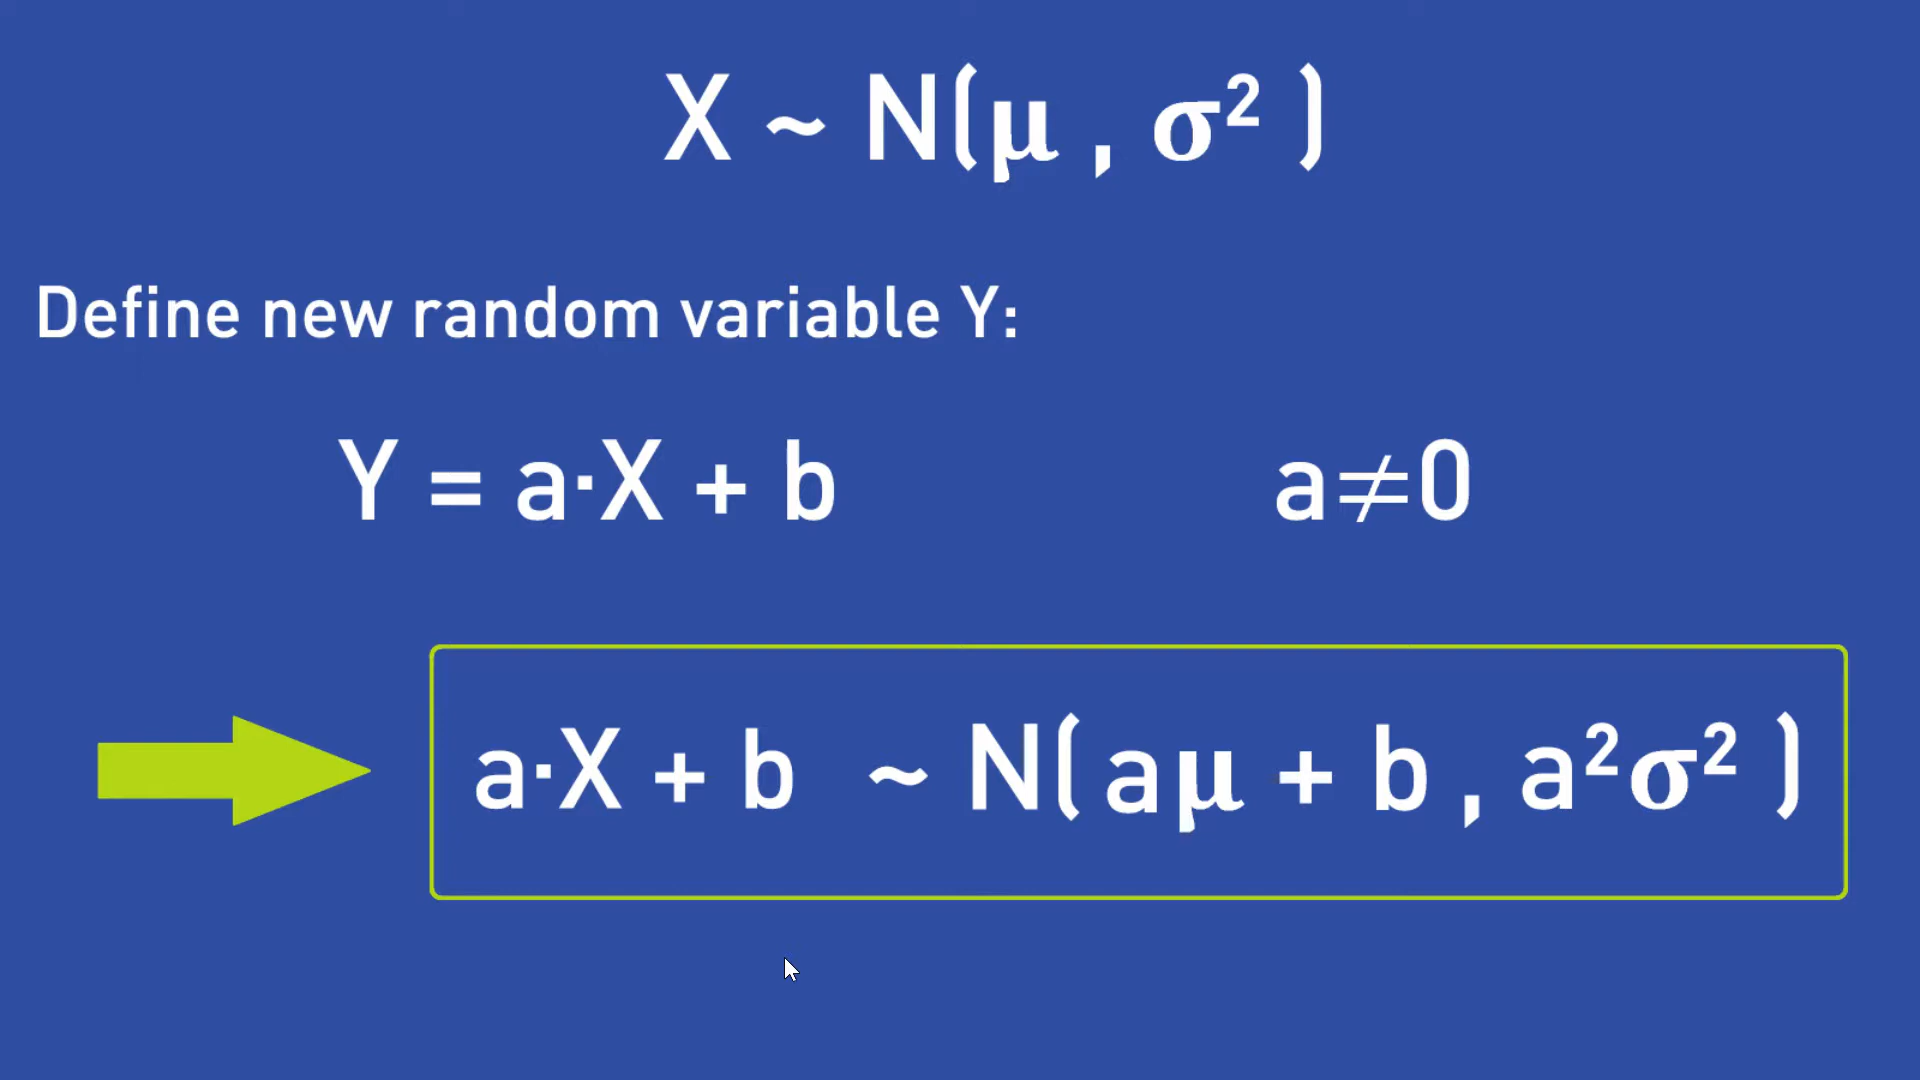 X ~ N(μ , σ² )
Define new random variable Y:
Y = a·X + b a≠0
a·X + b ~ N( aμ + b , a²σ² )